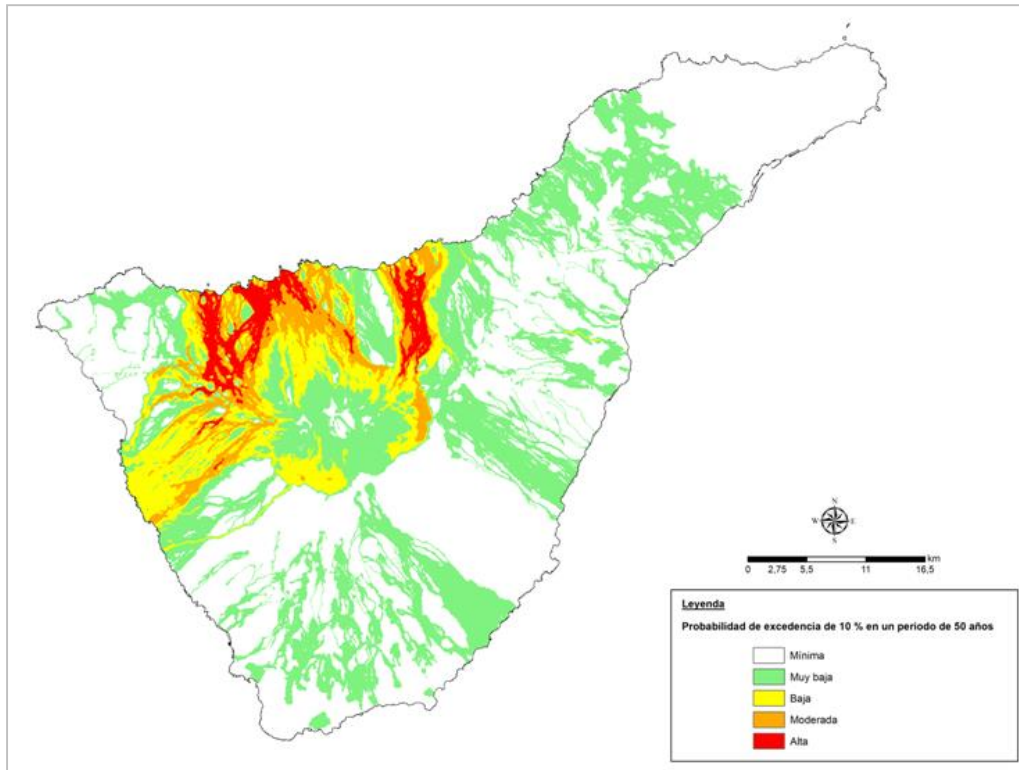 N
W E
S
km
0 2,75 5,5 11 16,5
Leyenda
Probabilidad de excedencia de 10 % en un periodo de 50 años
Mínima
Muy baja
Baja
Moderada
Alta